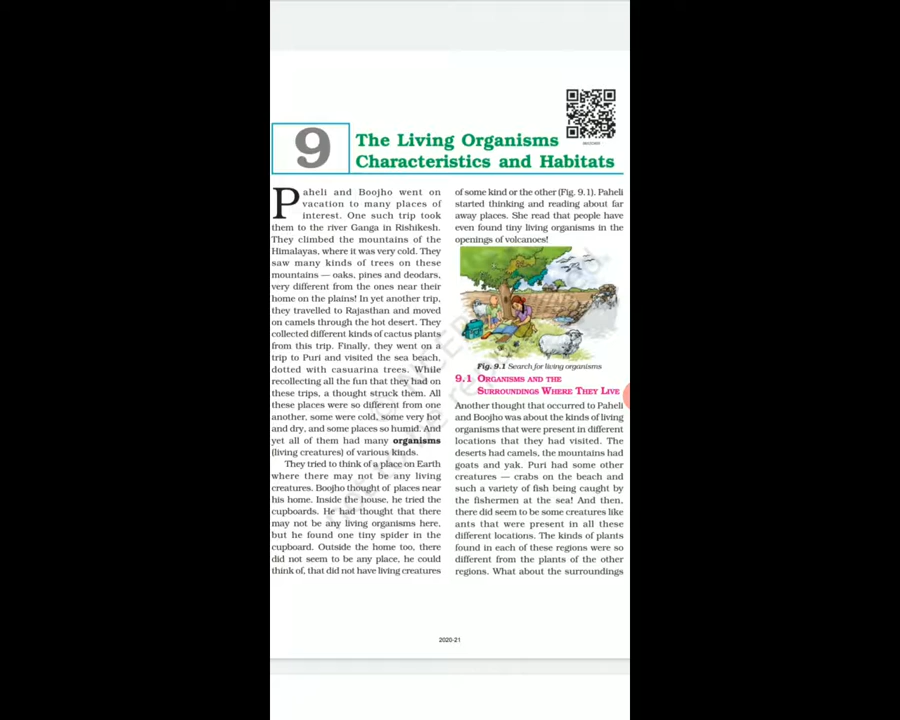 9
The Living Organisms
Characteristics and Habitats
Paheli and Boojho went on
vacation to many places of
interest. One such trip took
them to the river Ganga in Rishikesh.
They climbed the mountains of the
Himalayas, where it was very cold. They
saw many kinds of trees on these
mountains — oaks, pines and deodars,
very different from the ones near their
home on the plains! In yet another trip,
they travelled to Rajasthan and moved
on camels through the hot desert. They
collected different kinds of cactus plants
from this trip. Finally, they went on a
trip to Puri and visited the sea beach,
dotted with casuarina trees. While
recollecting all the fun that they had on
these trips, a thought struck them. All
these places were so different from one
another, some were cold, some very hot
and dry, and some places so humid. And
yet all of them had many organisms
(living creatures) of various kinds.
They tried to think of a place on Earth
where there may not be any living
creatures. Boojho thought of places near
his home. Inside the house, he tried the
cupboards. He had thought that there
may not be any living organisms here,
but he found one tiny spider in the
cupboard. Outside the home too, there
did not seem to be any place, he could
think of, that did not have living creatures
of some kind or the other (Fig. 9.1). Paheli
started thinking and reading about far
away places. She read that people have
even found tiny living organisms in the
openings of volcanoes!
Fig. 9.1 Search for living organisms
9.1 ORGANISMS AND THE
SURROUNDINGS WHERE THEY LIVE
Another thought that occurred to Paheli
and Boojho was about the kinds of living
organisms that were present in different
locations that they had visited. The
deserts had camels, the mountains had
goats and yak. Puri had some other
creatures — crabs on the beach and
such a variety of fish being caught by
the fishermen at the sea! And then,
there did seem to be some creatures like
ants that were present in all these
different locations. The kinds of plants
found in each of these regions were so
different from the plants of the other
regions. What about the surroundings
2020-21